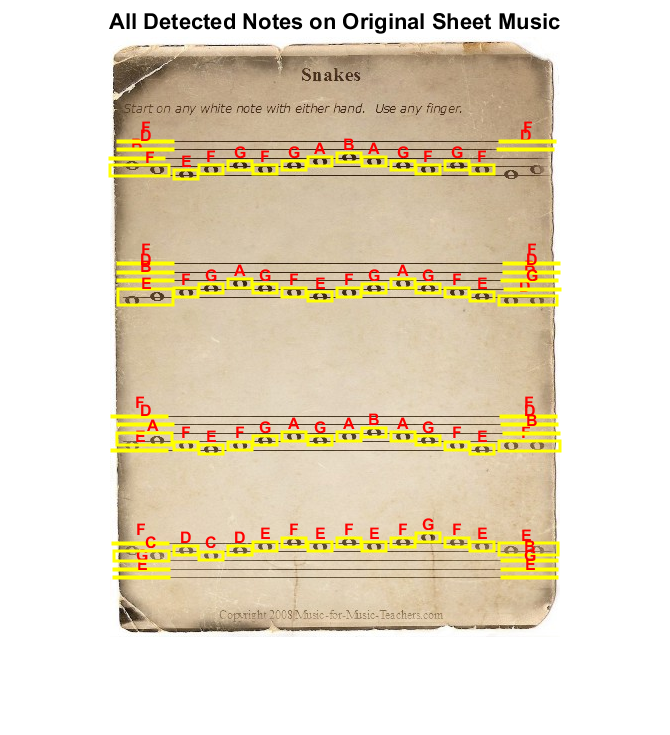 All Detected Notes on Original Sheet Music
Snakes
Start on any white note with either hand. Use any finger.
F F
D D
F E F G F G A B A G F G F
F F
D D
B G
E F G A G F E F G A G F E
F F
D D
A B
E F E F G A G A B A G F E
F C D C D E F E F E F G F E E
B
G G
E E
Copyright 2008 Music-for-Music-Teachers.com